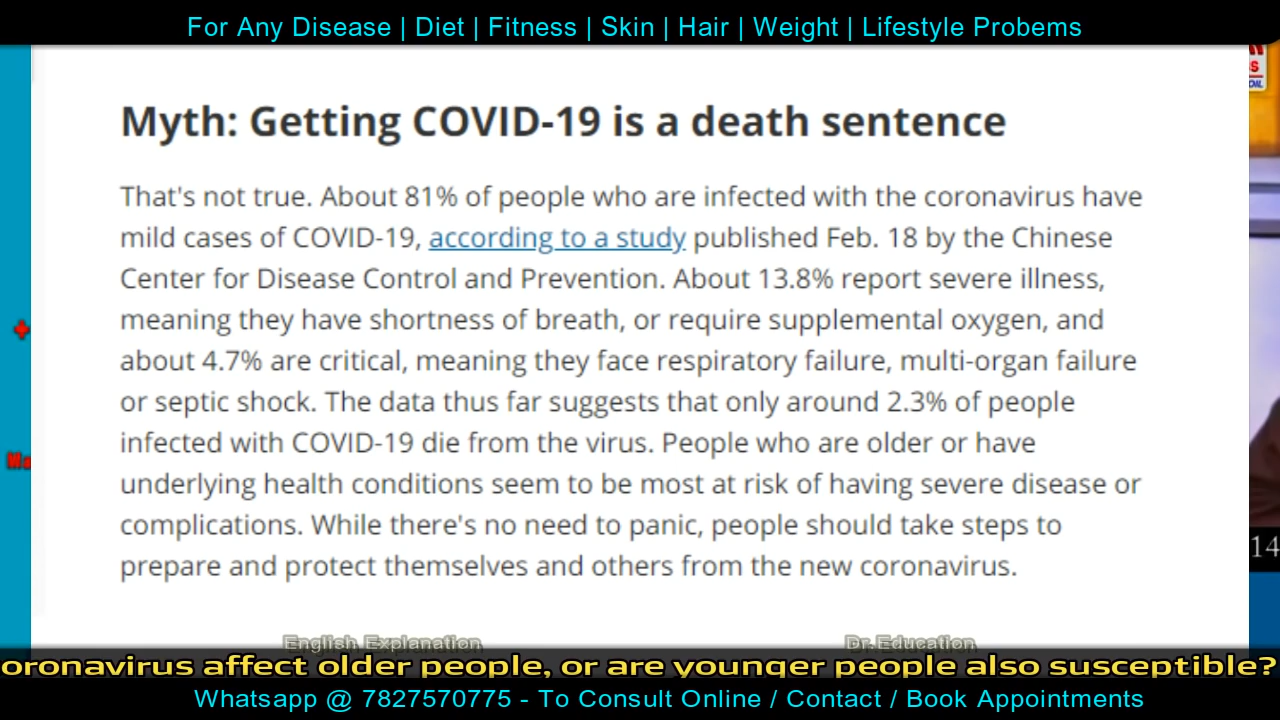 For Any Disease | Diet | Fitness | Skin | Hair | Weight | Lifestyle Probems
Myth: Getting COVID-19 is a death sentence
That's not true. About 81% of people who are infected with the coronavirus have
mild cases of COVID-19, according to a study published Feb. 18 by the Chinese
Center for Disease Control and Prevention. About 13.8% report severe illness,
meaning they have shortness of breath, or require supplemental oxygen, and
about 4.7% are critical, meaning they face respiratory failure, multi-organ failure
or septic shock. The data thus far suggests that only around 2.3% of people
infected with COVID-19 die from the virus. People who are older or have
underlying health conditions seem to be most at risk of having severe disease or
complications. While there's no need to panic, people should take steps to
prepare and protect themselves and others from the new coronavirus.
14
English Explanation Dr.Education
oronavirus affect older people, or are younger people also susceptible?
Whatsapp @ 7827570775 - To Consult Online / Contact / Book Appointments